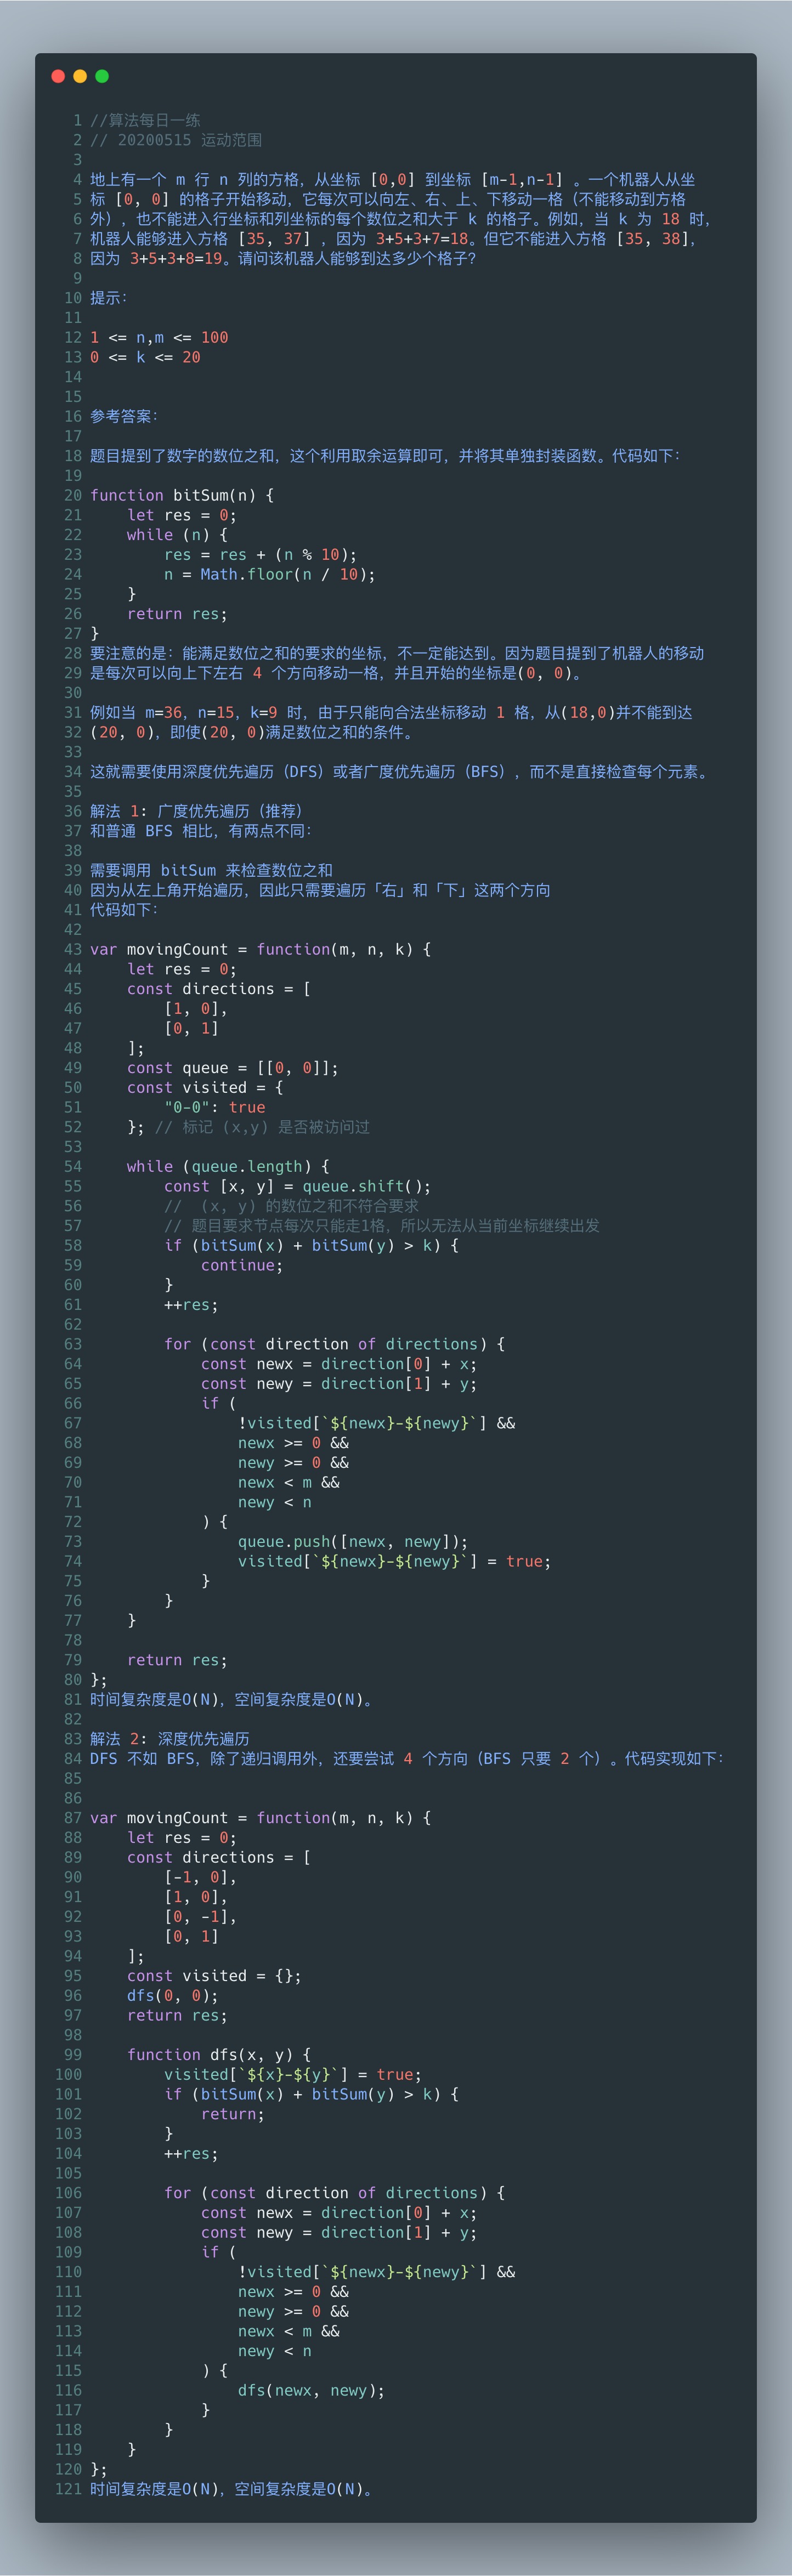 1 //算法每日一练
2 // 20200515 运动范围
3
4 地上有一个 m 行 n 列的方格，从坐标 [0,0] 到坐标 [m-1,n-1] 。一个机器人从坐
5 标 [0, 0] 的格子开始移动，它每次可以向左、右、上、下移动一格（不能移动到方格
6 外），也不能进入行坐标和列坐标的每个数位之和大于 k 的格子。例如，当 k 为 18 时，
7 机器人能够进入方格 [35, 37] ，因为 3+5+3+7=18。但它不能进入方格 [35, 38]，
8 因为 3+5+3+8=19。请问该机器人能够到达多少个格子？
9
10 提示：
11
12 1 <= n,m <= 100
13 0 <= k <= 20
14
15
16 参考答案：
17
18 题目提到了数字的数位之和，这个利用取余运算即可，并将其单独封装函数。代码如下：
19
20 function bitSum(n) {
21     let res = 0;
22     while (n) {
23         res = res + (n % 10);
24         n = Math.floor(n / 10);
25     }
26     return res;
27 }
28 要注意的是：能满足数位之和的要求的坐标，不一定能达到。因为题目提到了机器人的移动
29 是每次可以向上下左右 4 个方向移动一格，并且开始的坐标是(0, 0)。
30
31 例如当 m=36，n=15，k=9 时，由于只能向合法坐标移动 1 格，从(18,0)并不能到达
32 (20, 0)，即使(20, 0)满足数位之和的条件。
33
34 这就需要使用深度优先遍历（DFS）或者广度优先遍历（BFS），而不是直接检查每个元素。
35
36 解法 1: 广度优先遍历（推荐）
37 和普通 BFS 相比，有两点不同：
38
39 需要调用 bitSum 来检查数位之和
40 因为从左上角开始遍历，因此只需要遍历「右」和「下」这两个方向
41 代码如下：
42
43 var movingCount = function(m, n, k) {
44     let res = 0;
45     const directions = [
46         [1, 0],
47         [0, 1]
48     ];
49     const queue = [[0, 0]];
50     const visited = {
51         "0-0": true
52     }; // 标记 (x,y) 是否被访问过
53
54     while (queue.length) {
55         const [x, y] = queue.shift();
56         //  (x, y) 的数位之和不符合要求
57         // 题目要求节点每次只能走1格，所以无法从当前坐标继续出发
58         if (bitSum(x) + bitSum(y) > k) {
59             continue;
60         }
61         ++res;
62
63         for (const direction of directions) {
64             const newx = direction[0] + x;
65             const newy = direction[1] + y;
66             if (
67                 !visited[`${newx}-${newy}`] &&
68                 newx >= 0 &&
69                 newy >= 0 &&
70                 newx < m &&
71                 newy < n
72             ) {
73                 queue.push([newx, newy]);
74                 visited[`${newx}-${newy}`] = true;
75             }
76         }
77     }
78
79     return res;
80 };
81 时间复杂度是O(N)，空间复杂度是O(N)。
82
83 解法 2: 深度优先遍历
84 DFS 不如 BFS，除了递归调用外，还要尝试 4 个方向（BFS 只要 2 个）。代码实现如下：
85
86
87 var movingCount = function(m, n, k) {
88     let res = 0;
89     const directions = [
90         [-1, 0],
91         [1, 0],
92         [0, -1],
93         [0, 1]
94     ];
95     const visited = {};
96     dfs(0, 0);
97     return res;
98
99     function dfs(x, y) {
100         visited[`${x}-${y}`] = true;
101         if (bitSum(x) + bitSum(y) > k) {
102             return;
103         }
104         ++res;
105
106         for (const direction of directions) {
107             const newx = direction[0] + x;
108             const newy = direction[1] + y;
109             if (
110                 !visited[`${newx}-${newy}`] &&
111                 newx >= 0 &&
112                 newy >= 0 &&
113                 newx < m &&
114                 newy < n
115             ) {
116                 dfs(newx, newy);
117             }
118         }
119     }
120 };
121 时间复杂度是O(N)，空间复杂度是O(N)。